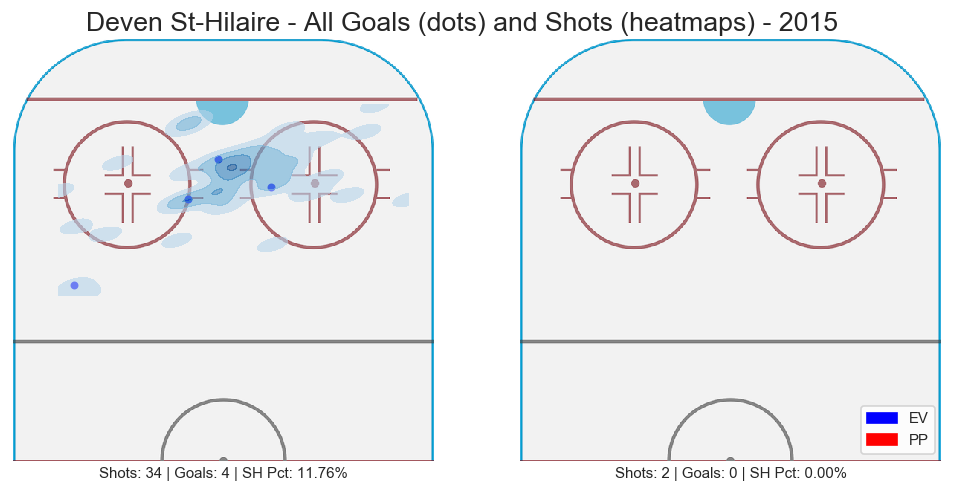 Deven St-Hilaire - All Goals (dots) and Shots (heatmaps) - 2015
EV
PP
Shots: 34 | Goals: 4 | SH Pct: 11.76%
Shots: 2 | Goals: 0 | SH Pct: 0.00%